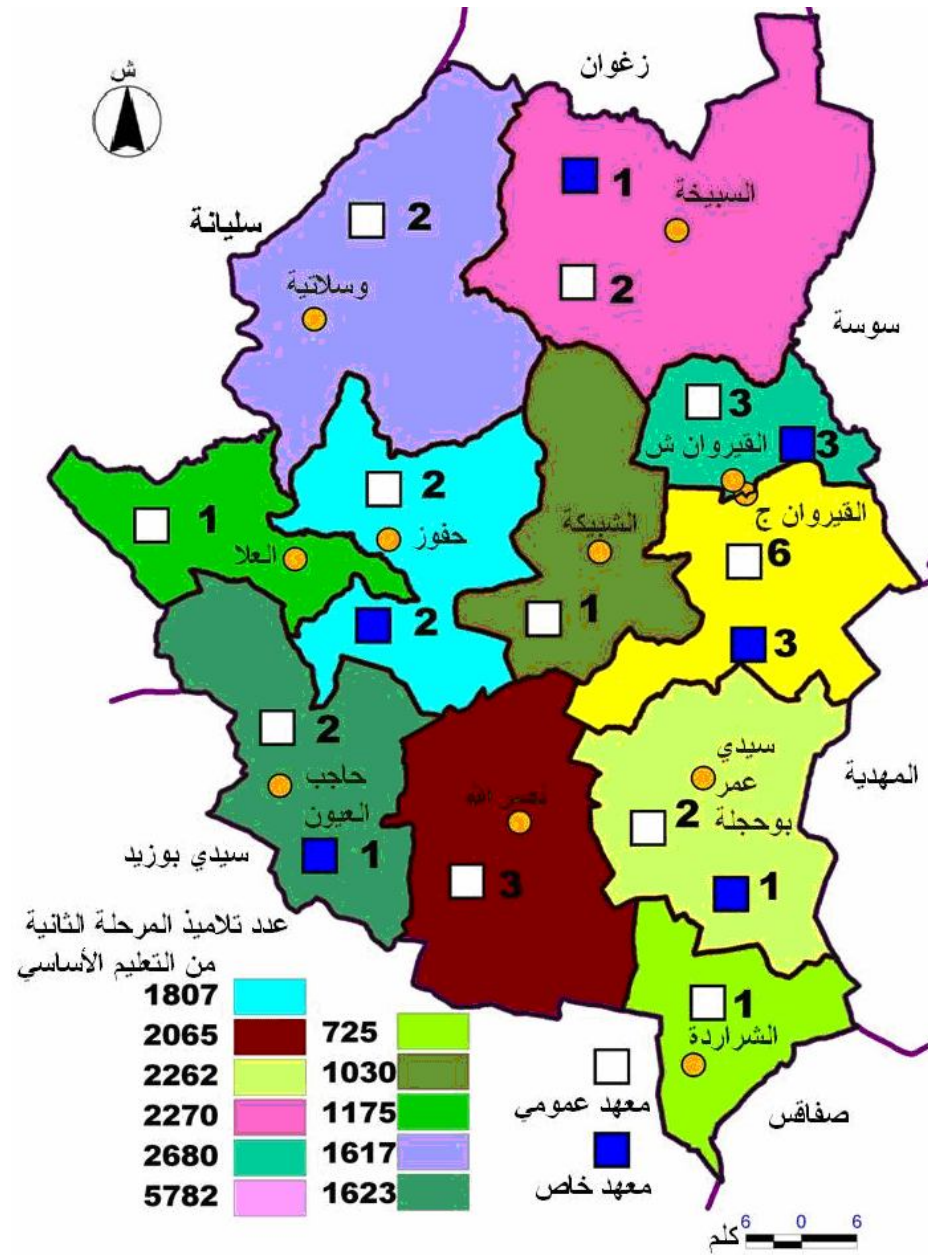 ش
زغوان
1
السبيخة
2
سليانة
2
وسلاتية
سوسة
3
القيروان ش
3
القيروان ج
2
حفوز
1
العلا
الشبيكة
6
2
1
3
2
حاجب
العيون
1
سيدي
عمر
بوحجلة
2
1
المهدية
3
سيدي بوزيد
1
الشراردة
صفاقس
عدد تلاميذ المرحلة الثانية
من التعليم الأساسي
1807
2065
2262
2270
2680
5782
725
1030
1175
1617
1623
معهد عمومي
معهد خاص
6 0 6
كلم